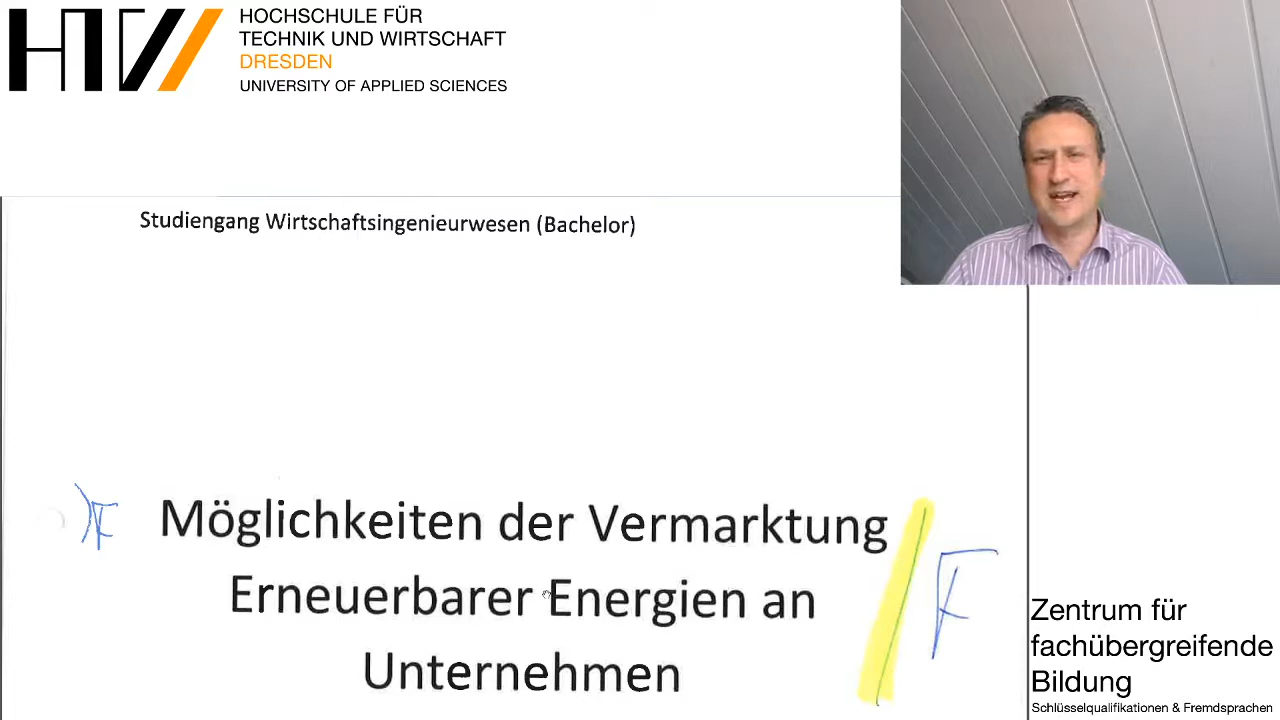 HTW
HOCHSCHULE FÜR
TECHNIK UND WIRTSCHAFT
DRESDEN
UNIVERSITY OF APPLIED SCIENCES
Studiengang Wirtschaftsingenieurwesen (Bachelor)
F
Möglichkeiten der Vermarktung
Erneuerbarer Energien an
Unternehmen
F
Zentrum für
fachübergreifende
Bildung
Schlüsselqualifikationen & Fremdsprachen